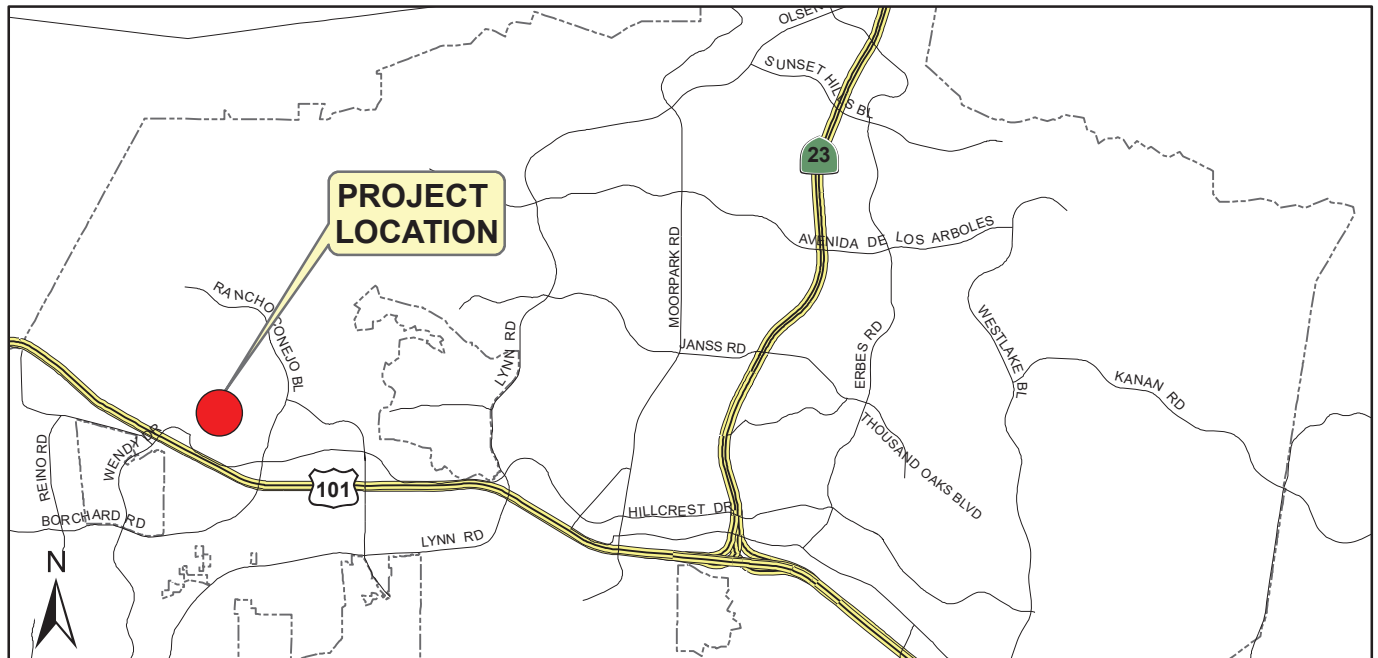 OLSEN
SUNSET HILLS BL
23
PROJECT
LOCATION
AVENIDA DE LOS ARBOLES
MOORPARK RD
RANCHO CONEJO BL
LYNN RD
JANSS RD
ERBES RD
WESTLAKE BL
KANAN RD
THOUSAND OAKS BLVD
WENDY DR
REINO RD
101
BORCHARD RD
HILLCREST DR
LYNN RD
N